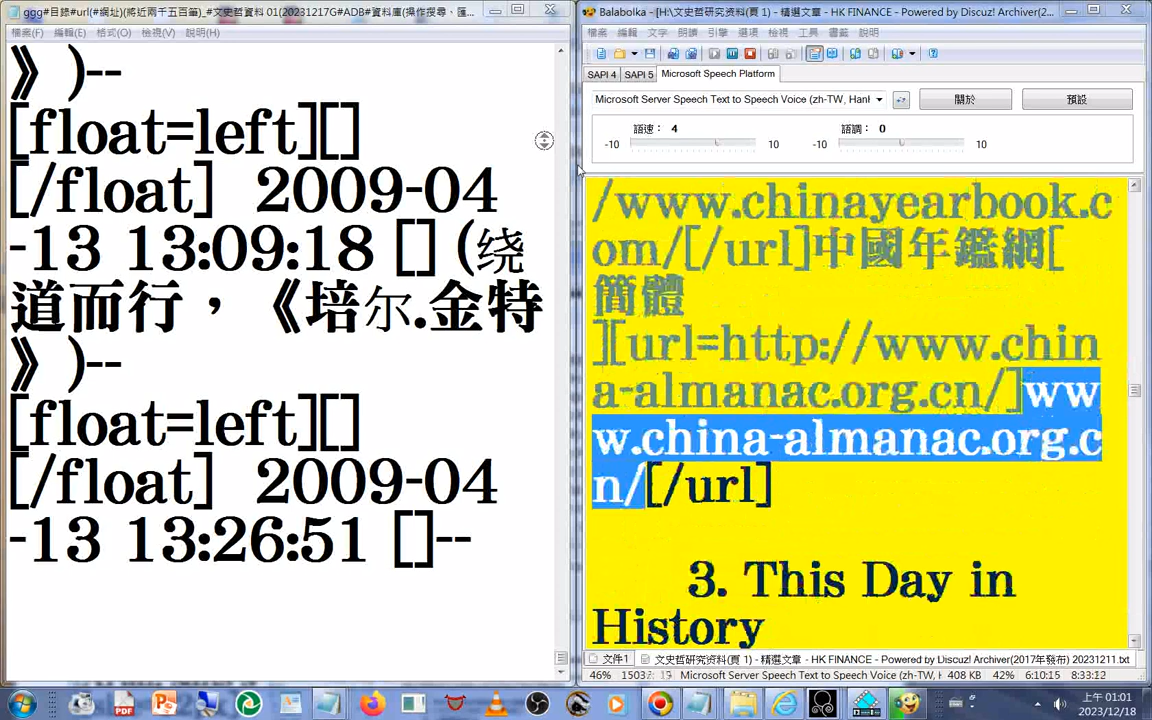 ggg#目錄#url(#網址)(將近兩千五百筆)_#文史哲資料 01(20231217G#ADB#資料庫(操作搜尋、匯...
檔案(F) 編輯(E) 格式(O) 檢視(V) 說明(H)
》)--
[float=left][]
[/float] 2009-04
-13 13:09:18 [] (绕
道而行，《培尔.金特
》)--
[float=left][]
[/float] 2009-04
-13 13:26:51 []--
Balabolka - [H:\文史哲研究资料(頁 1) - 精選文章 - HK FINANCE - Powered by Discuz! Archiver(2...
檔案 編輯 文字 朗讀 引擎 選項 檢視 工具 書籤 說明
SAPI 4 SAPI 5 Microsoft Speech Platform
Microsoft Server Speech Text to Speech Voice (zh-TW, Hanl
關於
預設
語速： 4
語調： 0
-10 10 -10 10
/www.chinayearbook.c
om/[/url]中國年鑑網[
簡體
][url=http://www.chin
a-almanac.org.cn/]ww
w.china-almanac.org.c
n/[/url]
3. This Day in
History
文件1 文史哲研究资料(頁 1) - 精選文章 - HK FINANCE - Powered by Discuz! Archiver(2017年發布) 20231211.txt
46% Microsoft Server Speech Text to Speech Voice (zh-TW, 408 KB 42% 6:10:15 8:33:12
上午 01:01
2023/12/18